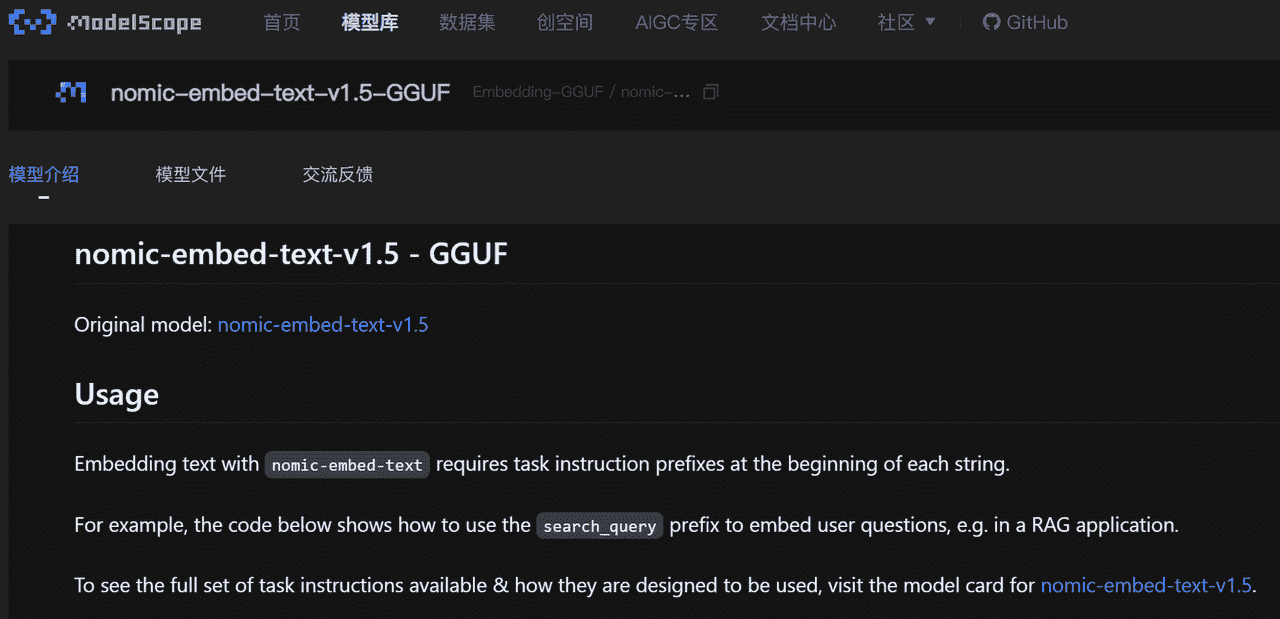 ModelScope 首页 模型库 数据集 创空间 AIGC专区 文档中心 社区 GitHub
nomic-embed-text-v1.5-GGUF Embedding-GGUF / nomic-...
模型介绍 模型文件 交流反馈
nomic-embed-text-v1.5 - GGUF
Original model: nomic-embed-text-v1.5
Usage
Embedding text with nomic-embed-text requires task instruction prefixes at the beginning of each string.
For example, the code below shows how to use the search_query prefix to embed user questions, e.g. in a RAG application.
To see the full set of task instructions available & how they are designed to be used, visit the model card for nomic-embed-text-v1.5.